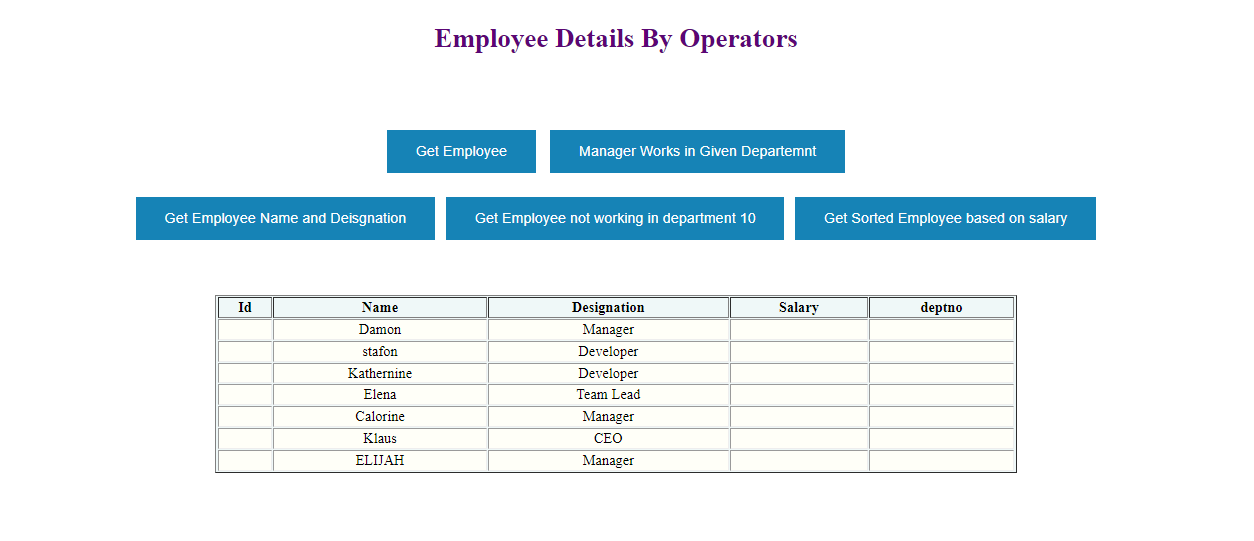 Employee Details By Operators
Get Employee Manager Works in Given Departemnt
Get Employee Name and Deisgnation Get Employee not working in department 10 Get Sorted Employee based on salary
Id Name Designation Salary deptno
Damon Manager
stafon Developer
Kathernine Developer
Elena Team Lead
Calorine Manager
Klaus CEO
ELIJAH Manager